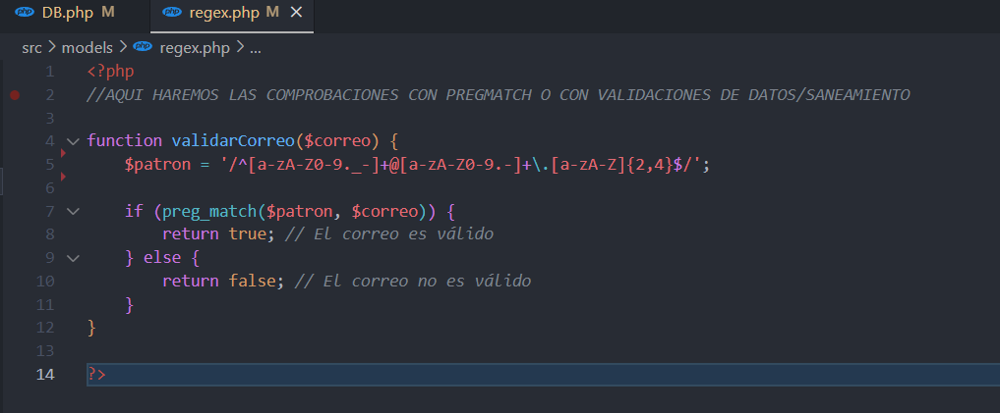 DB.php M
regex.php M
src > models > regex.php > ...
1 <?php
2 //AQUI HAREMOS LAS COMPROBACIONES CON PREGMATCH O CON VALIDACIONES DE DATOS/SANEAMIENTO
3
4 function validarCorreo($correo) {
5 $patron = '/^[a-zA-Z0-9._-]+@[a-zA-Z0-9.-]+\.[a-zA-Z]{2,4}$/';
6
7 if (preg_match($patron, $correo)) {
8 return true; // El correo es válido
9 } else {
10 return false; // El correo no es válido
11 }
12 }
13
14 ?>